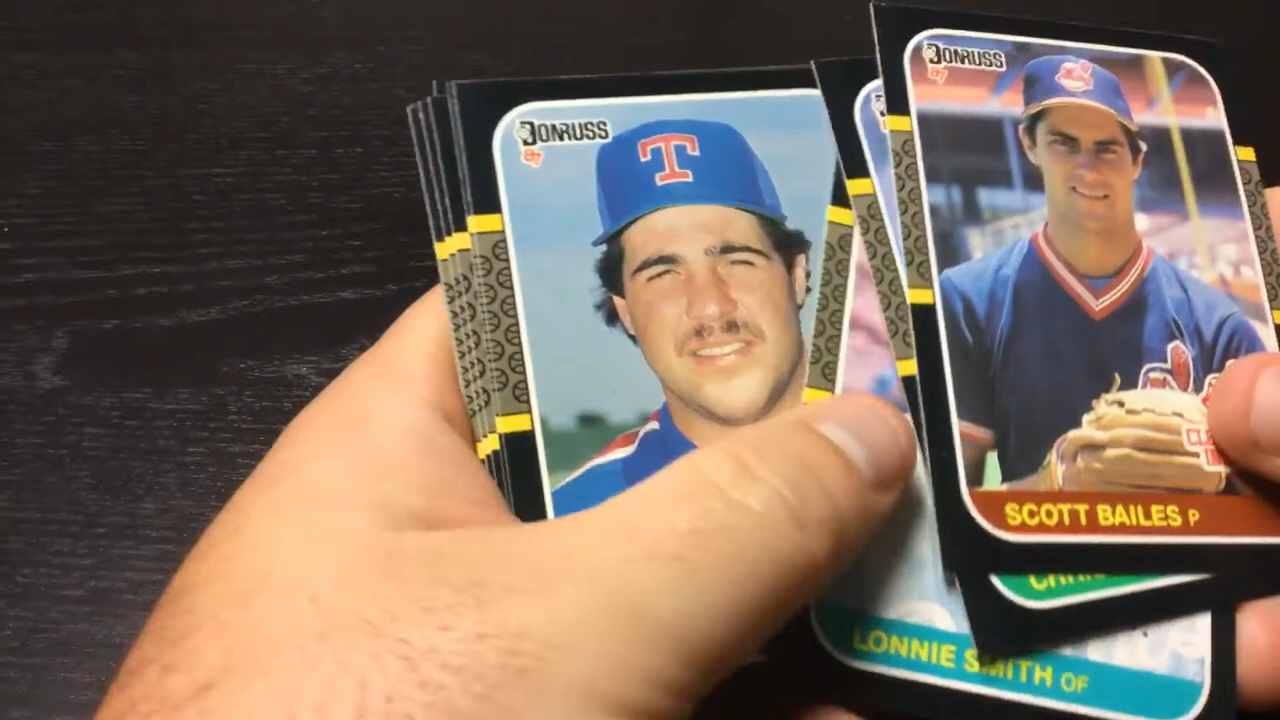 DONRUSS
87
T
DONRUSS
87
SCOTT BAILES P
LONNIE SMITH OF